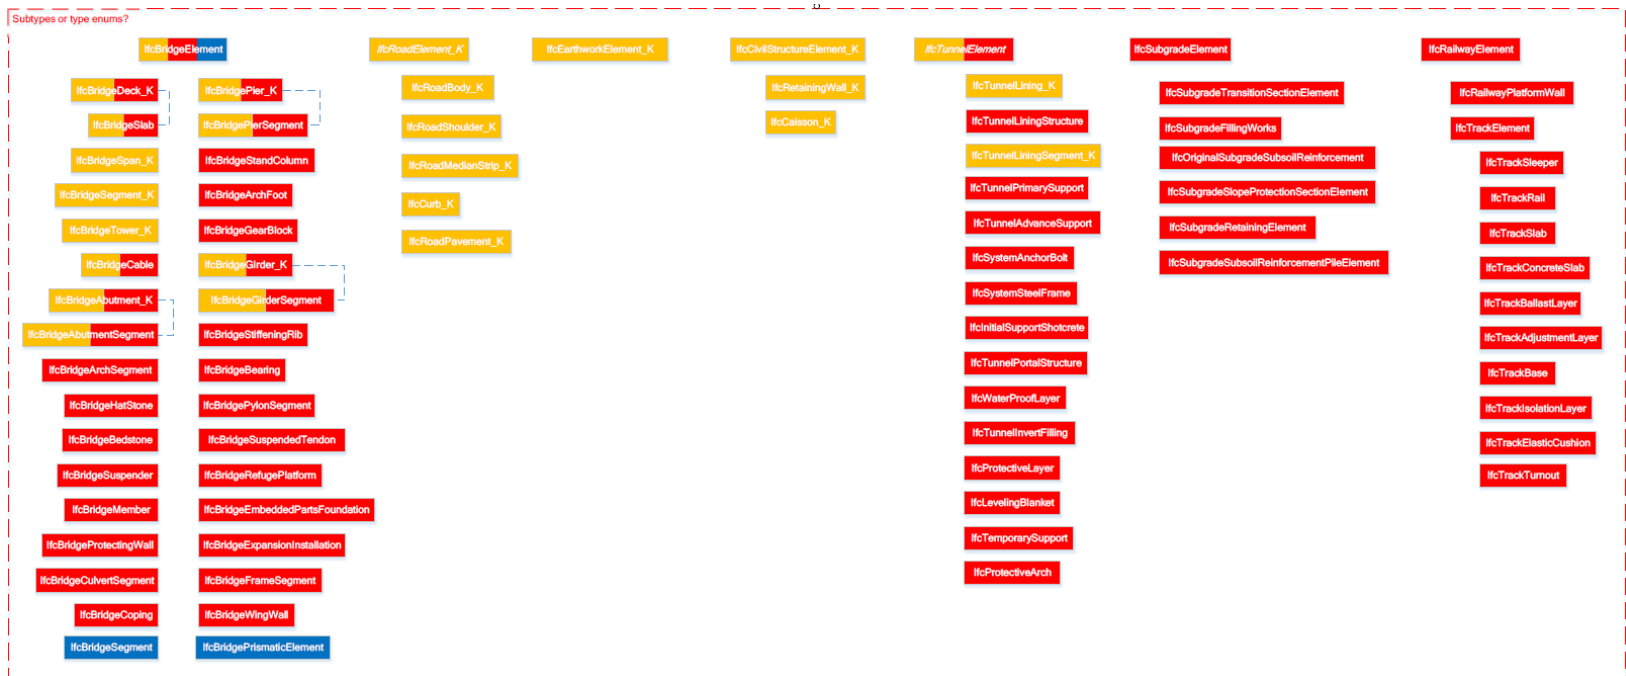 Subtypes or type enums?
IfcBridgeElement
IfcBridgeDeck_K
IfcBridgeSlab
IfcBridgeSpan_K
IfcBridgeSegment_K
IfcBridgeTower_K
IfcBridgeCable
IfcBridgeAbutment_K
IfcBridgeAbutmentSegment
IfcBridgeArchSegment
IfcBridgeHatStone
IfcBridgeBedstone
IfcBridgeSuspender
IfcBridgeMember
IfcBridgeProtectingWall
IfcBridgeCulvertSegment
IfcBridgeCoping
IfcBridgeSegment
IfcBridgePier_K
IfcBridgePierSegment
IfcBridgeStandColumn
IfcBridgeArchFoot
IfcBridgeGearBlock
IfcBridgeGirder_K
IfcBridgeGirderSegment
IfcBridgeStiffeningRib
IfcBridgeBearing
IfcBridgePylonSegment
IfcBridgeSuspendedTendon
IfcBridgeRefugePlatform
IfcBridgeEmbeddedPartsFoundation
IfcBridgeExpansionInstallation
IfcBridgeFrameSegment
IfcBridgeWingWall
IfcBridgePrismaticElement
IfcRoadElement_K
IfcRoadBody_K
IfcRoadShoulder_K
IfcRoadMedianStrip_K
IfcCurb_K
IfcRoadPavement_K
IfcEarthworkElement_K
IfcCivilStructureElement_K
IfcRetainingWall_K
IfcCaisson_K
IfcTunnelElement
IfcTunnelLining_K
IfcTunnelLiningStructure
IfcTunnelLiningSegment_K
IfcTunnelPrimarySupport
IfcTunnelAdvanceSupport
IfcSystemAnchorBolt
IfcSystemSteelFrame
IfcInitialSupportShotcrete
IfcTunnelPortalStructure
IfcWaterProofLayer
IfcTunnelInvertFilling
IfcProtectiveLayer
IfcLevelingBlanket
IfcTemporarySupport
IfcProtectiveArch
IfcSubgradeElement
IfcSubgradeTransitionSectionElement
IfcSubgradeFillingWorks
IfcOriginalSubgradeSubsoilReinforcement
IfcSubgradeSlopeProtectionSectionElement
IfcSubgradeRetainingElement
IfcSubgradeSubsoilReinforcementPileElement
IfcRailwayElement
IfcRailwayPlatformWall
IfcTrackElement
IfcTrackSleeper
IfcTrackRail
IfcTrackSlab
IfcTrackConcreteSlab
IfcTrackBallastLayer
IfcTrackAdjustmentLayer
IfcTrackBase
IfcTrackIsolationLayer
IfcTrackElasticCushion
IfcTrackTurnout